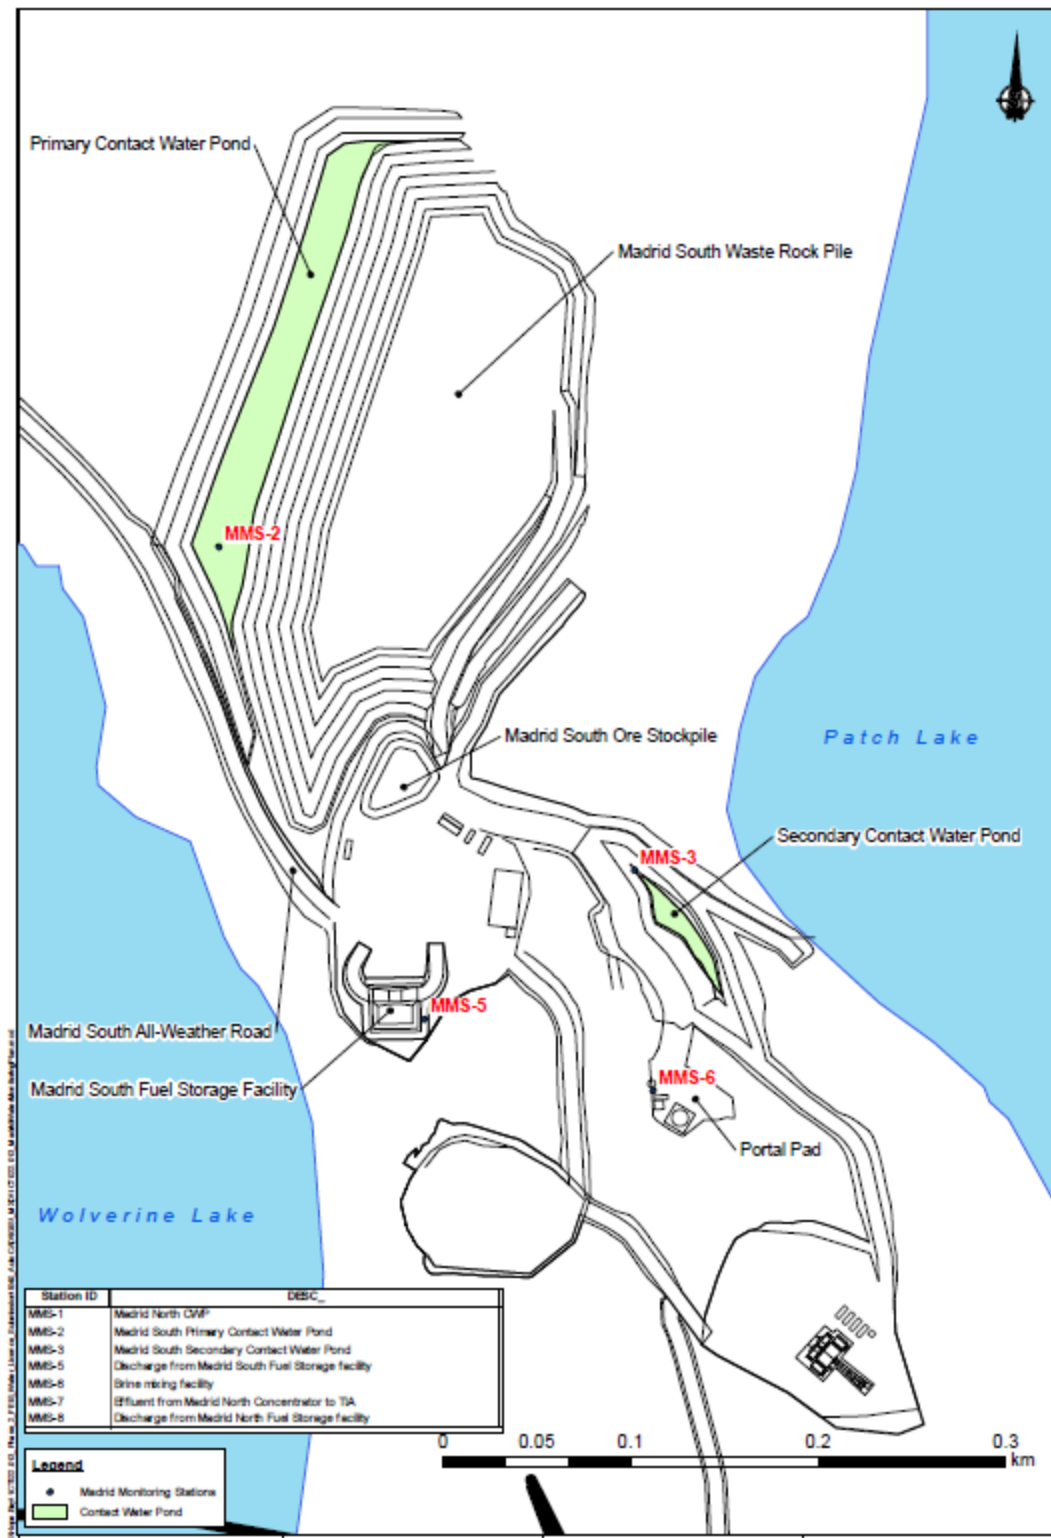 Primary Contact Water Pond
Madrid South Waste Rock Pile
MMS-2
Madrid South Ore Stockpile
Patch Lake
Secondary Contact Water Pond
MMS-3
MMS-5
Madrid South All-Weather Road
MMS-6
Madrid South Fuel Storage Facility
Portal Pad
Wolverine Lake
Station ID DESC_
MMS-1 Madrid North CWP
MMS-2 Madrid South Primary Contact Water Pond
MMS-3 Madrid South Secondary Contact Water Pond
MMS-5 Discharge from Madrid South Fuel Storage facility
MMS-6 Brine mixing facility
MMS-7 Effluent from Madrid North Concentrator to TIA
MMS-8 Discharge from Madrid North Fuel Storage facility
0 0.05 0.1 0.2 0.3
km
Legend
Madrid Monitoring Stations
Contact Water Pond